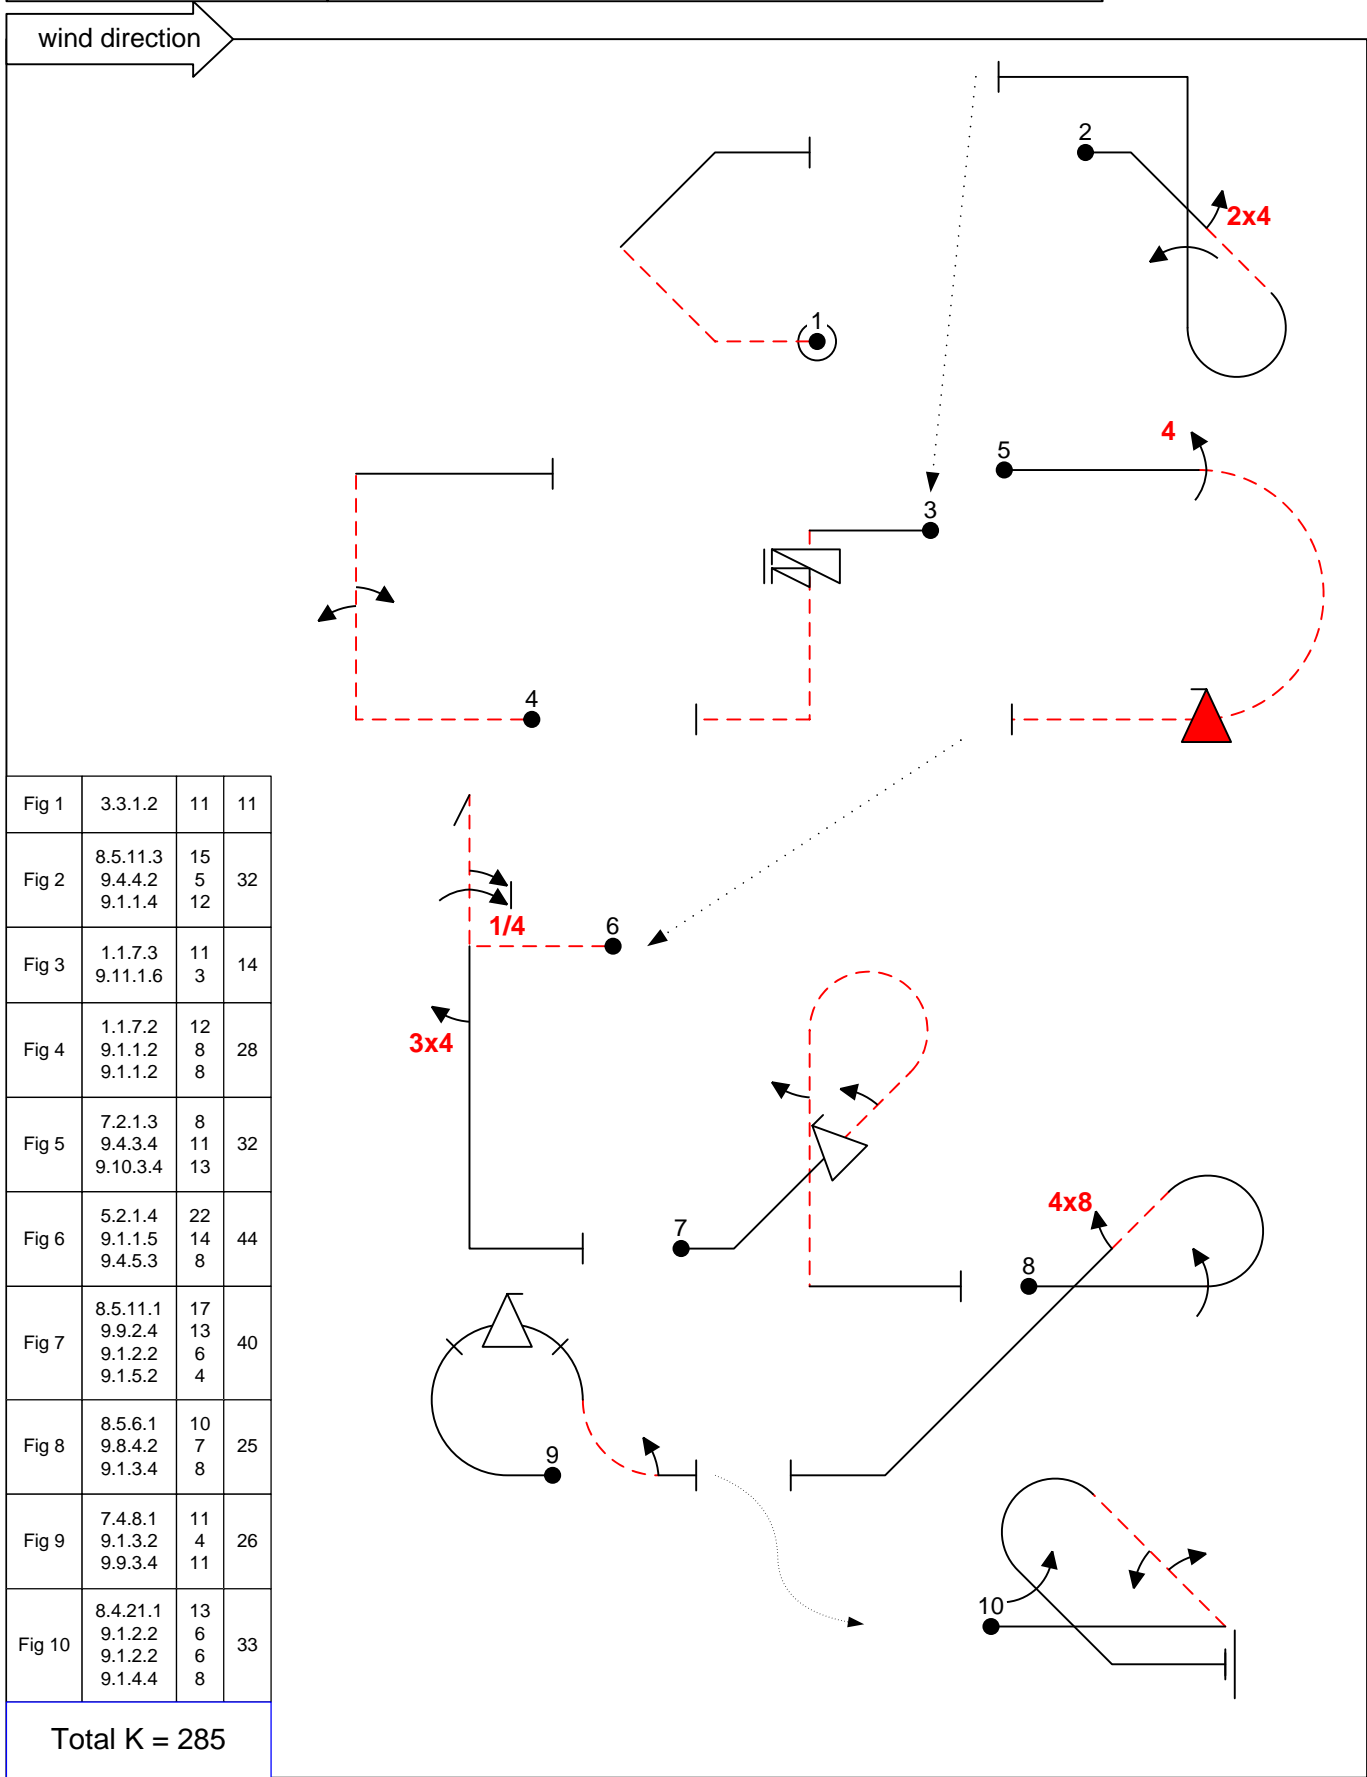 wind direction
2
2x4
1
4
5
3
4
1/4
6
3x4
7
4x8
8
9
10
Fig 1 3.3.1.2 11 11
8.5.11.3 15
Fig 2 9.4.4.2 5 32
9.1.1.4 12
Fig 3 1.1.7.3 11 14
9.11.1.6 3
1.1.7.2 12
Fig 4 9.1.1.2 8 28
9.1.1.2 8
7.2.1.3 8
Fig 5 9.4.3.4 11 32
9.10.3.4 13
5.2.1.4 22
Fig 6 9.1.1.5 14 44
9.4.5.3 8
8.5.11.1 17
9.9.2.4 13
Fig 7 40
9.1.2.2 6
9.1.5.2 4
8.5.6.1 10
Fig 8 9.8.4.2 7 25
9.1.3.4 8
7.4.8.1 11
Fig 9 9.1.3.2 4 26
9.9.3.4 11
8.4.21.1 13
9.1.2.2 6
Fig 10 33
9.1.2.2 6
9.1.4.4 8
Total K = 285